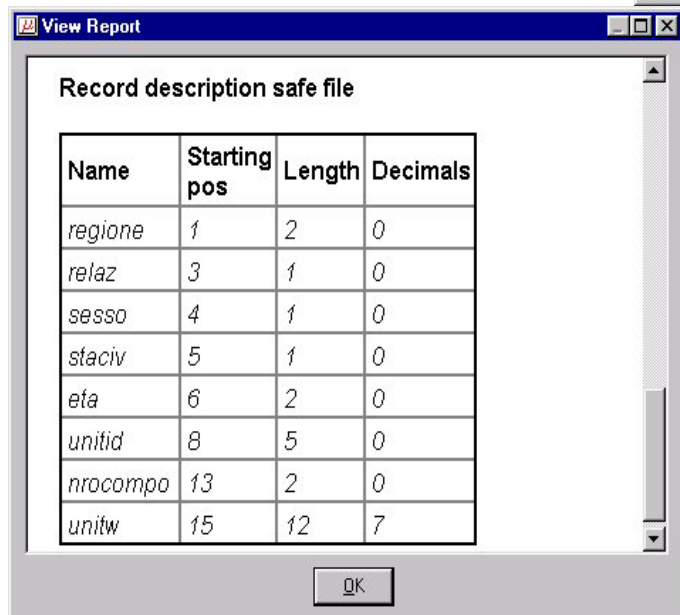 μ View Report
Record description safe file
Name Starting pos Length Decimals
regione 1 2 0
relaz 3 1 0
sesso 4 1 0
staciv 5 1 0
eta 6 2 0
unitid 8 5 0
nrocompo 13 2 0
unitw 15 12 7
OK